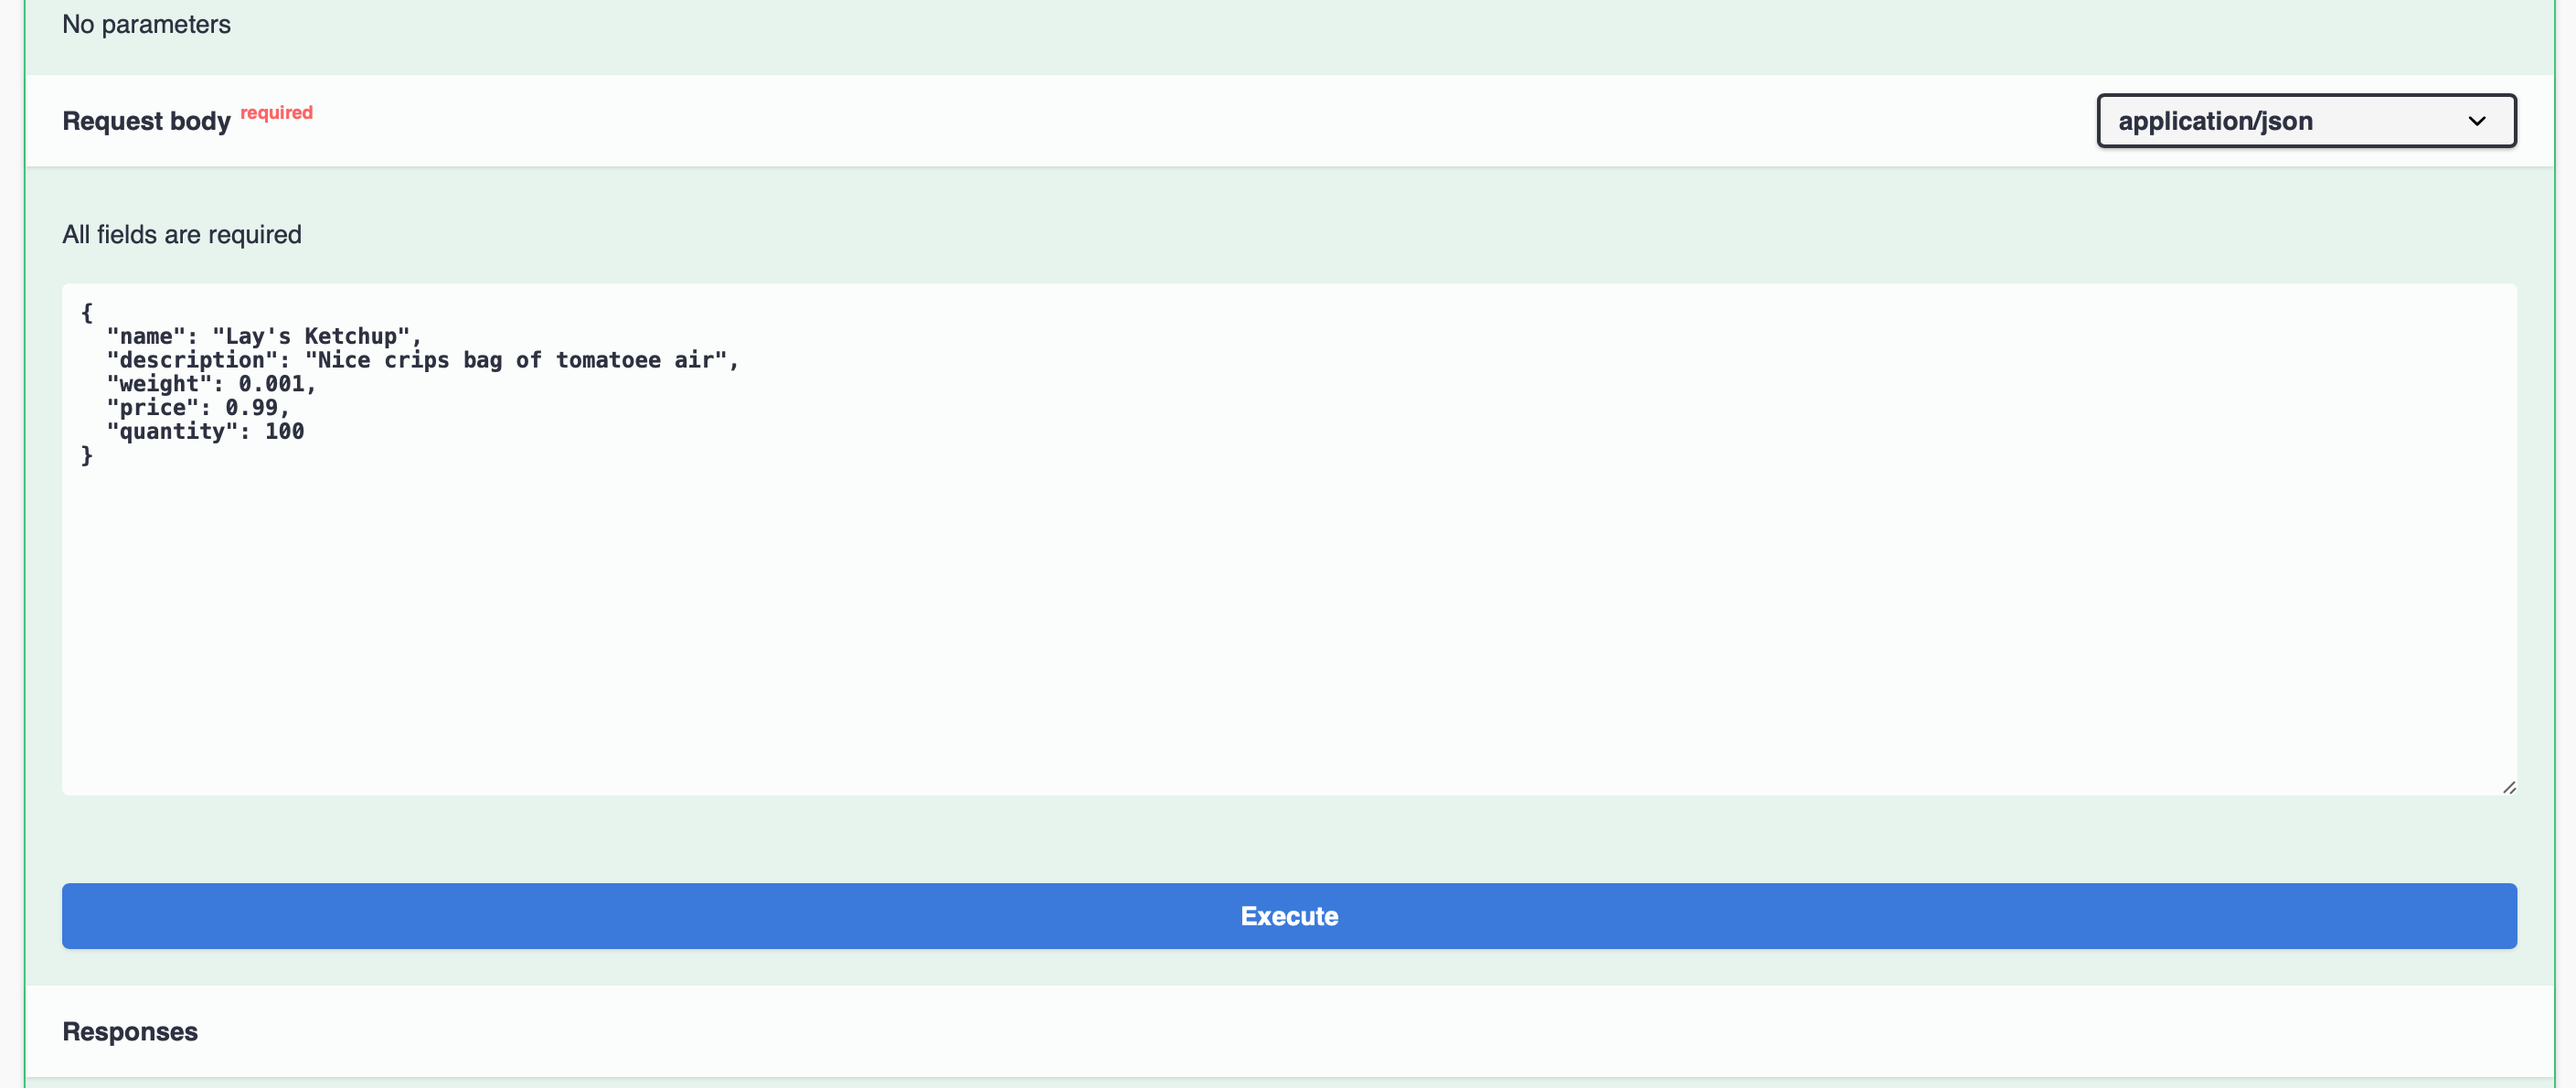 No parameters
Request body required
application/json
All fields are required
{
  "name": "Lay's Ketchup",
  "description": "Nice crips bag of tomatoee air",
  "weight": 0.001,
  "price": 0.99,
  "quantity": 100
}
Execute
Responses